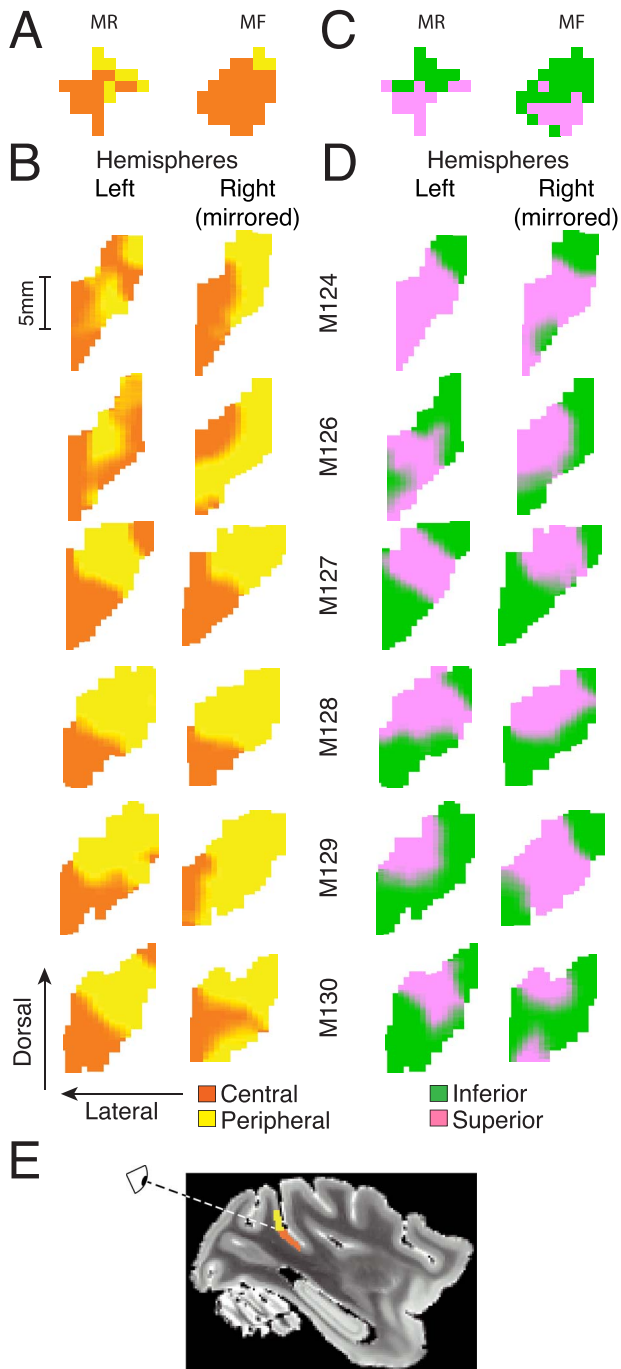 A
MR
MF
C
MR
MF
B
Hemispheres
Left
Right
(mirrored)
D
Hemispheres
Left
Right
(mirrored)
5mm
M124
M126
M127
M128
M129
M130
Dorsal
Lateral
Central
Peripheral
Inferior
Superior
E